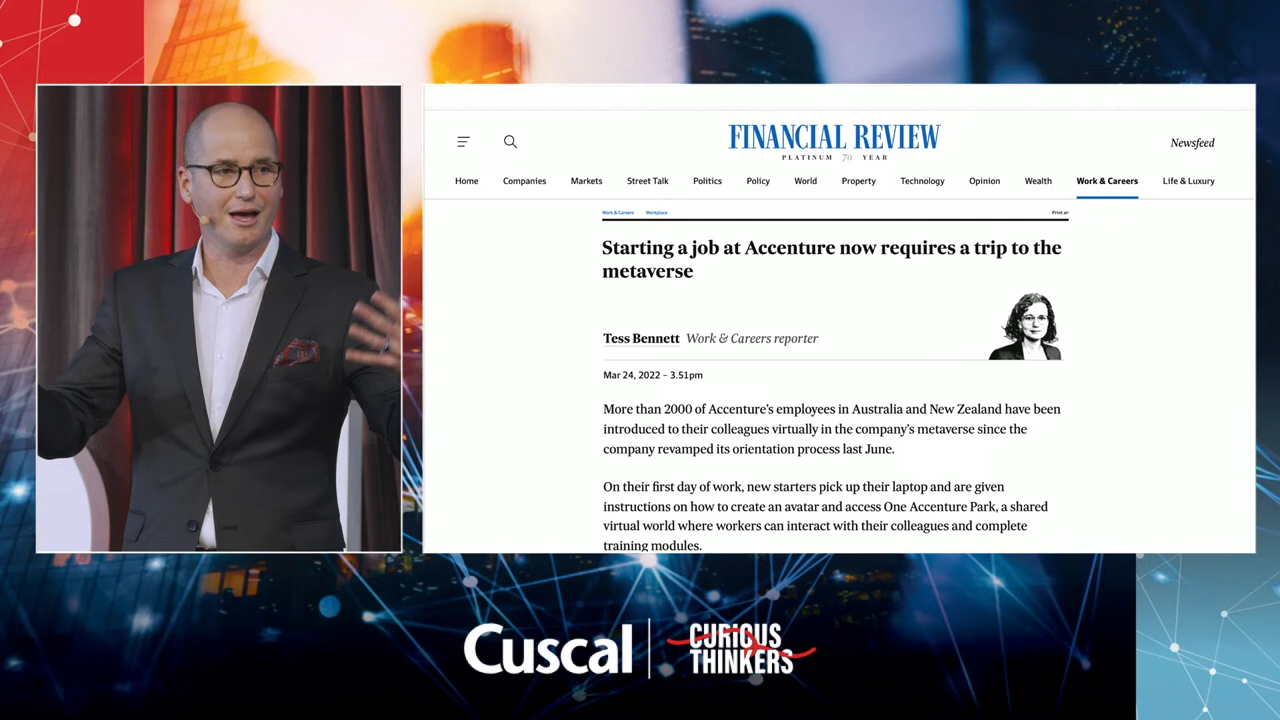 FINANCIAL REVIEW
PLATINUM 70 YEAR
Newsfeed
Home Companies Markets Street Talk Politics Policy World Property Technology Opinion Wealth Work & Careers Life & Luxury
Work & Careers Workplace
Print ar
Starting a job at Accenture now requires a trip to the
metaverse
Tess Bennett Work & Careers reporter
Mar 24, 2022 – 3.51pm
More than 2000 of Accenture's employees in Australia and New Zealand have been
introduced to their colleagues virtually in the company's metaverse since the
company revamped its orientation process last June.
On their first day of work, new starters pick up their laptop and are given
instructions on how to create an avatar and access One Accenture Park, a shared
virtual world where workers can interact with their colleagues and complete
training modules.
Cuscal
CURIOUS
THINKERS